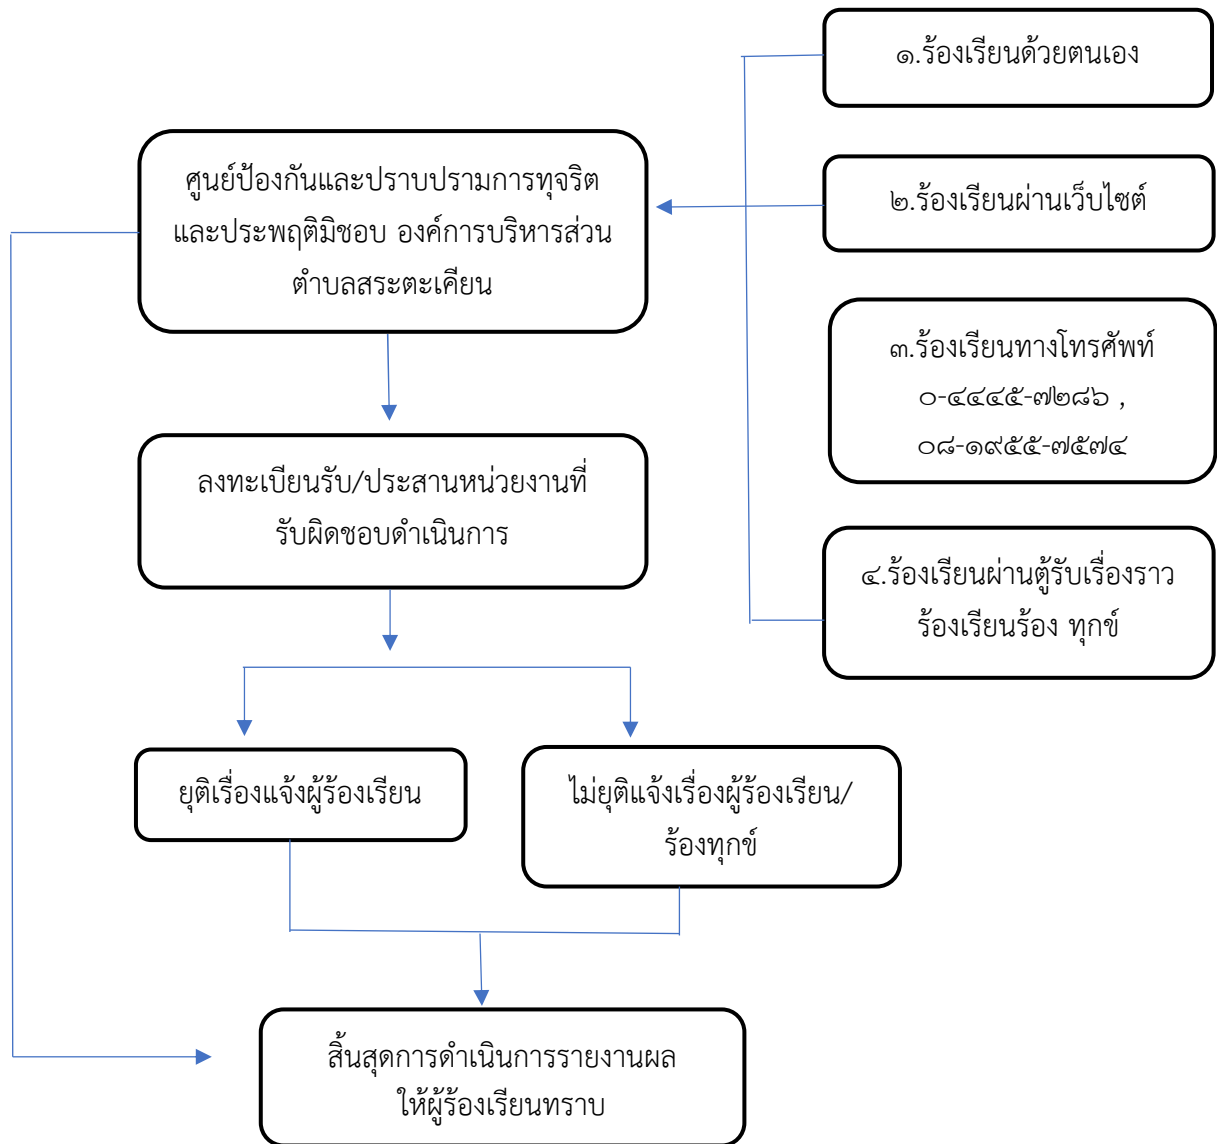 ๑.ร้องเรียนด้วยตนเอง
ศูนย์ป้องกันและปราบปรามการทุจริต
และประพฤติมิชอบ องค์การบริหารส่วน
ตำบลสระตะเคียน
๒.ร้องเรียนผ่านเว็บไซต์
๓.ร้องเรียนทางโทรศัพท์
๐-๔๔๔๕-๗๒๘๖ ,
๐๘-๑๙๕๕-๗๕๗๔
ลงทะเบียนรับ/ประสานหน่วยงานที่
รับผิดชอบดำเนินการ
๔.ร้องเรียนผ่านตู้รับเรื่องราว
ร้องเรียนร้อง ทุกข์
ยุติเรื่องแจ้งผู้ร้องเรียน
ไม่ยุติแจ้งเรื่องผู้ร้องเรียน/
ร้องทุกข์
สิ้นสุดการดำเนินการรายงานผล
ให้ผู้ร้องเรียนทราบ